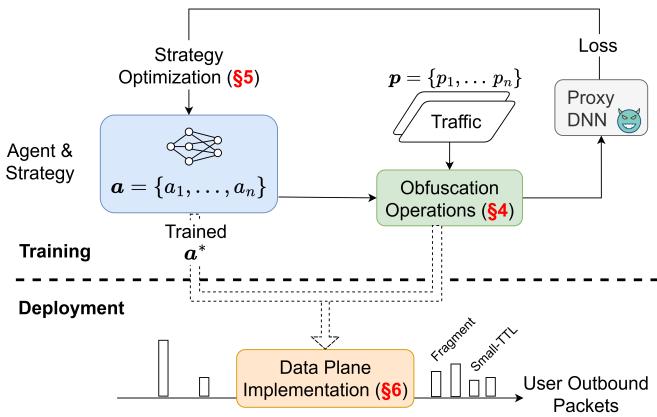 Loss
Strategy
Optimization (§5)
p = {p₁, … pₙ}
Proxy
DNN
Traffic
Agent &
Strategy
a = {a₁, …, aₙ}
Obfuscation
Operations (§4)
Trained
a*
Training
Deployment
Fragment
Small-TTL
Data Plane
Implementation (§6)
User Outbound
Packets